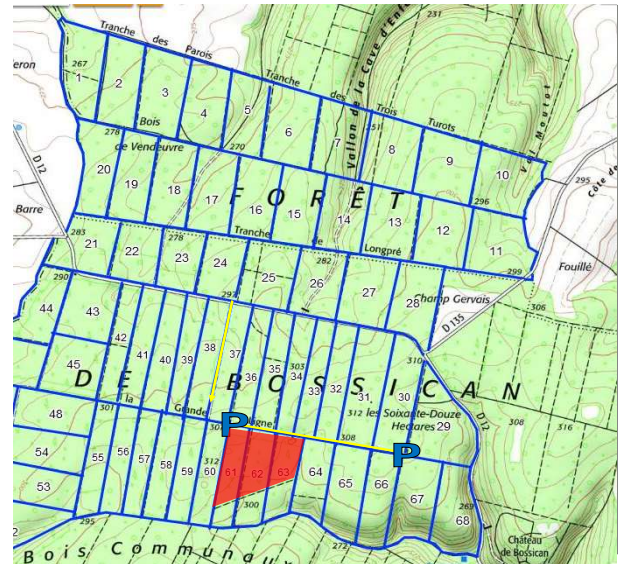 231
Tranche des Parois
Tranche des Trois Turots
Vallon de la Cave d'Enf
Val Moutot
267
1 2 3 4 5 6 7 8 9 10
251
eron
278
Bois
de Vendeuvre
270
D 12
295
Côte de
296
20 19 18 17 16 15 14 13 12 11
FORÊT
Barre
283
278
Tranche de Longpré
282
299
Fouillé
21 22 23 24 25 26 27 28
290
297
Champ Gervais
306
D 135
44 43 42 41 40 39 38 37 36 35 34 33 32 31 30 29
303
310
45
DE BOSSICAN
D 12
301
la Grande Ligne
312 les Soixante-Douze
Hectares
308
316
P P
48
54
53
55 56 57 58 59 60 61 62 63 64 65 66 67 68
312
300
269
295
272
Château
de Bossican
Bois Communaux